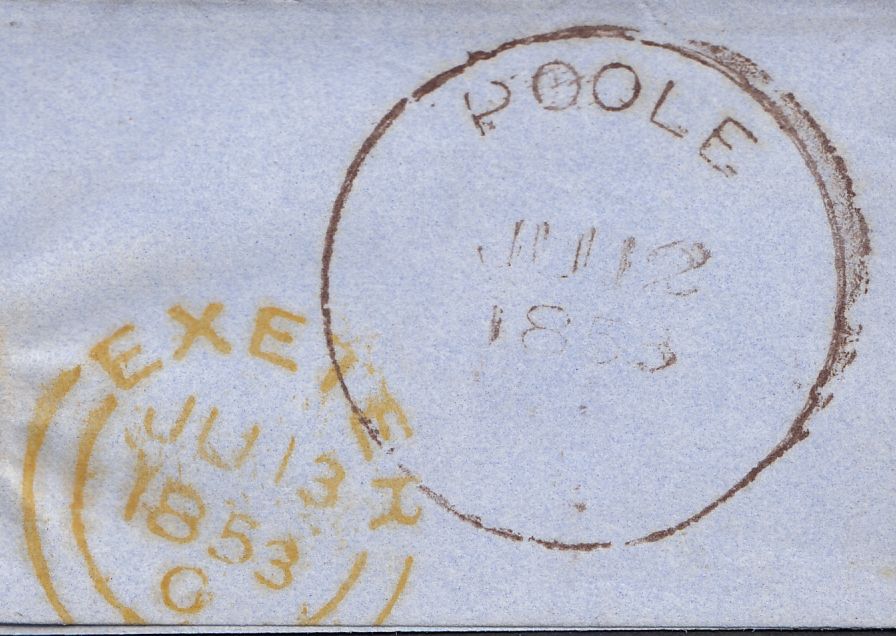 POOLE
JU 12
1853
EXETER
JU 13
1853
C